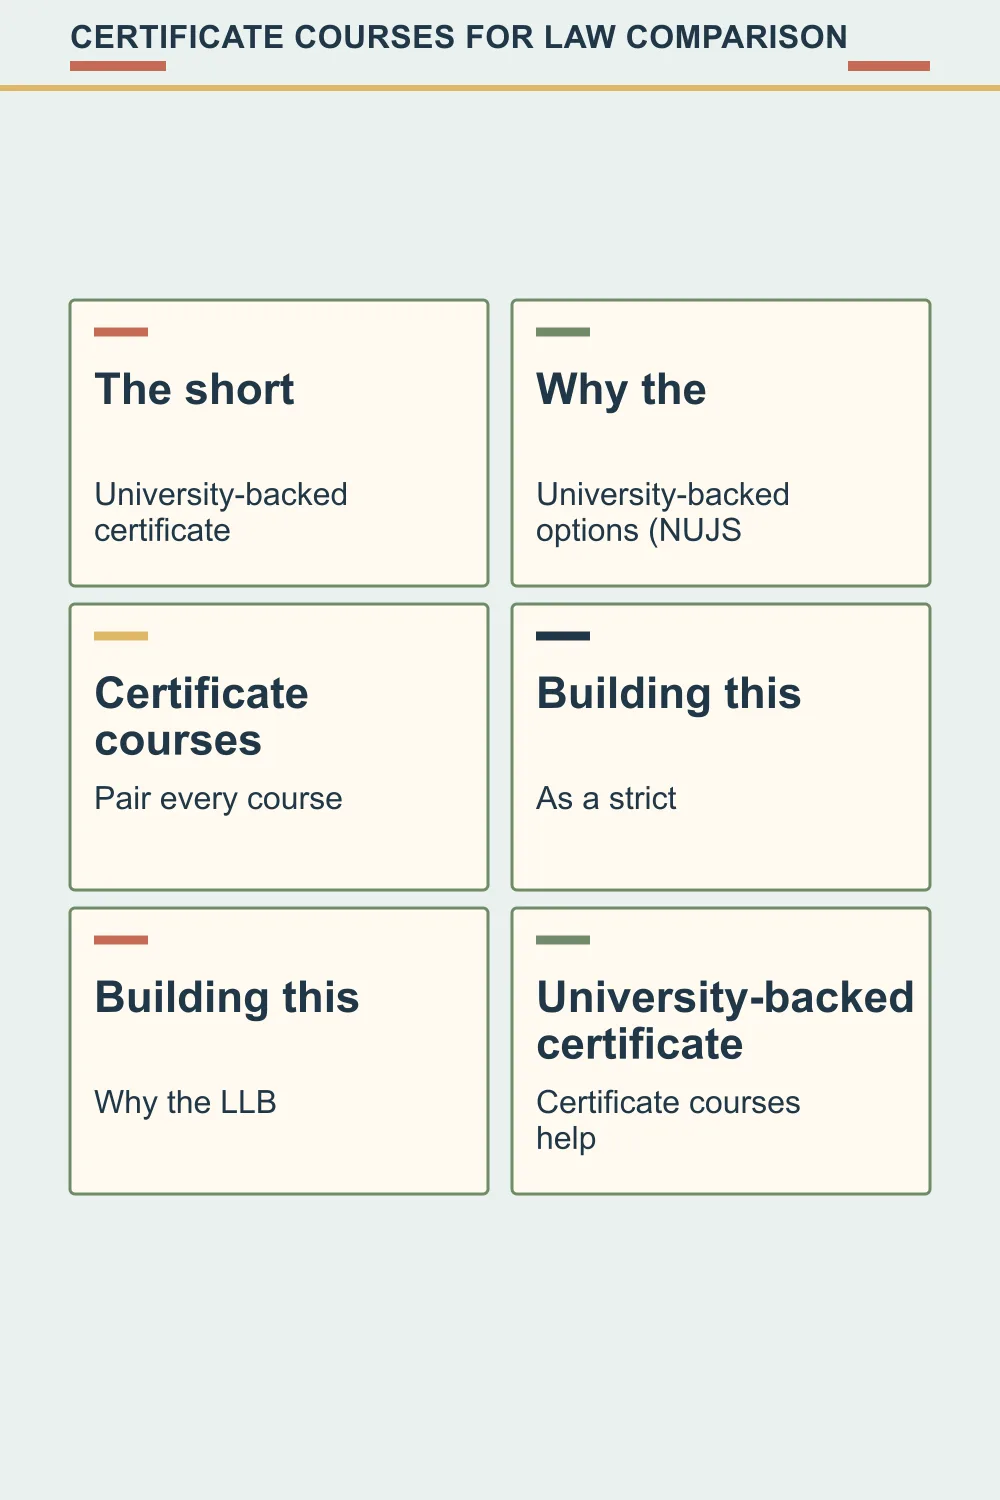 CERTIFICATE COURSES FOR LAW COMPARISON
The short
University-backed
certificate
Why the
University-backed
options (NUJS
Certificate
courses
Pair every course
Building this
As a strict
Building this
Why the LLB
University-backed
certificate
Certificate courses
help